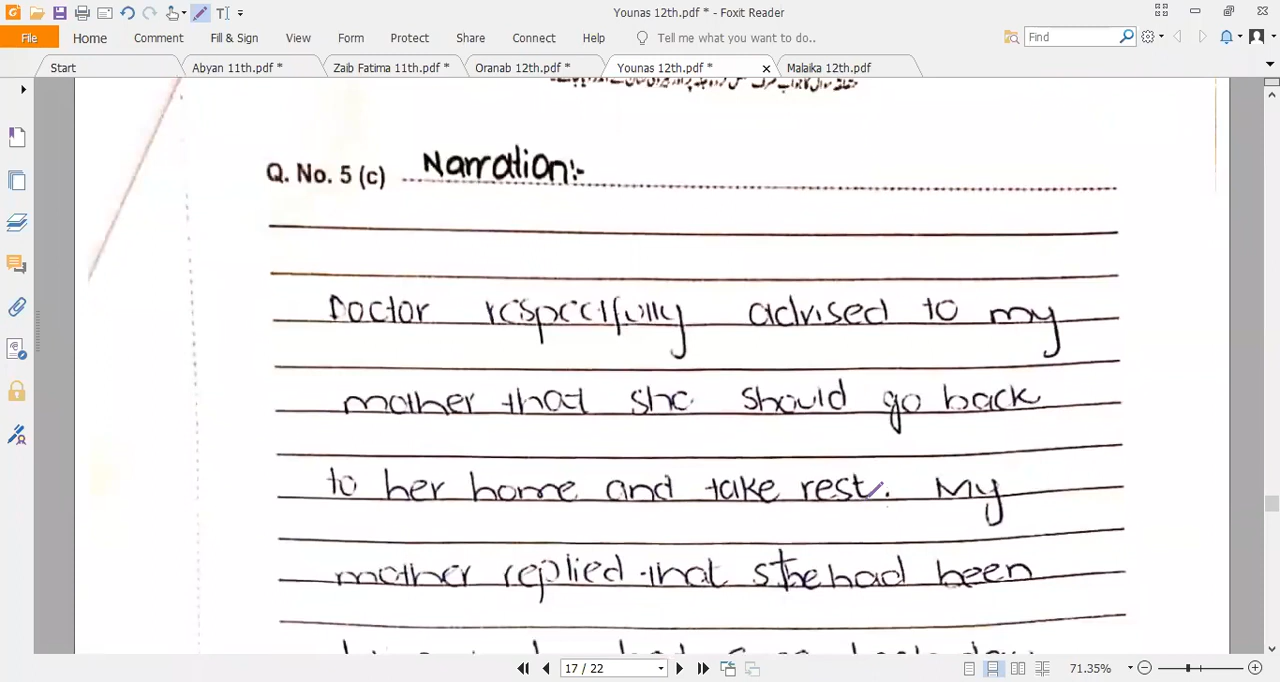 Younas 12th.pdf * - Foxit Reader
File Home Comment Fill & Sign View Form Protect Share Connect Help Tell me what you want to do.. Find
Start Abyan 11th.pdf * Zaib Fatima 11th.pdf * Oranab 12th.pdf * Younas 12th.pdf * Malaika 12th.pdf
Q. No. 5 (c) Narration:-
Doctor respectfully advised to my
mother that she should go back
to her home and take rest. My
mother replied that she had been
17 / 22 71.35%